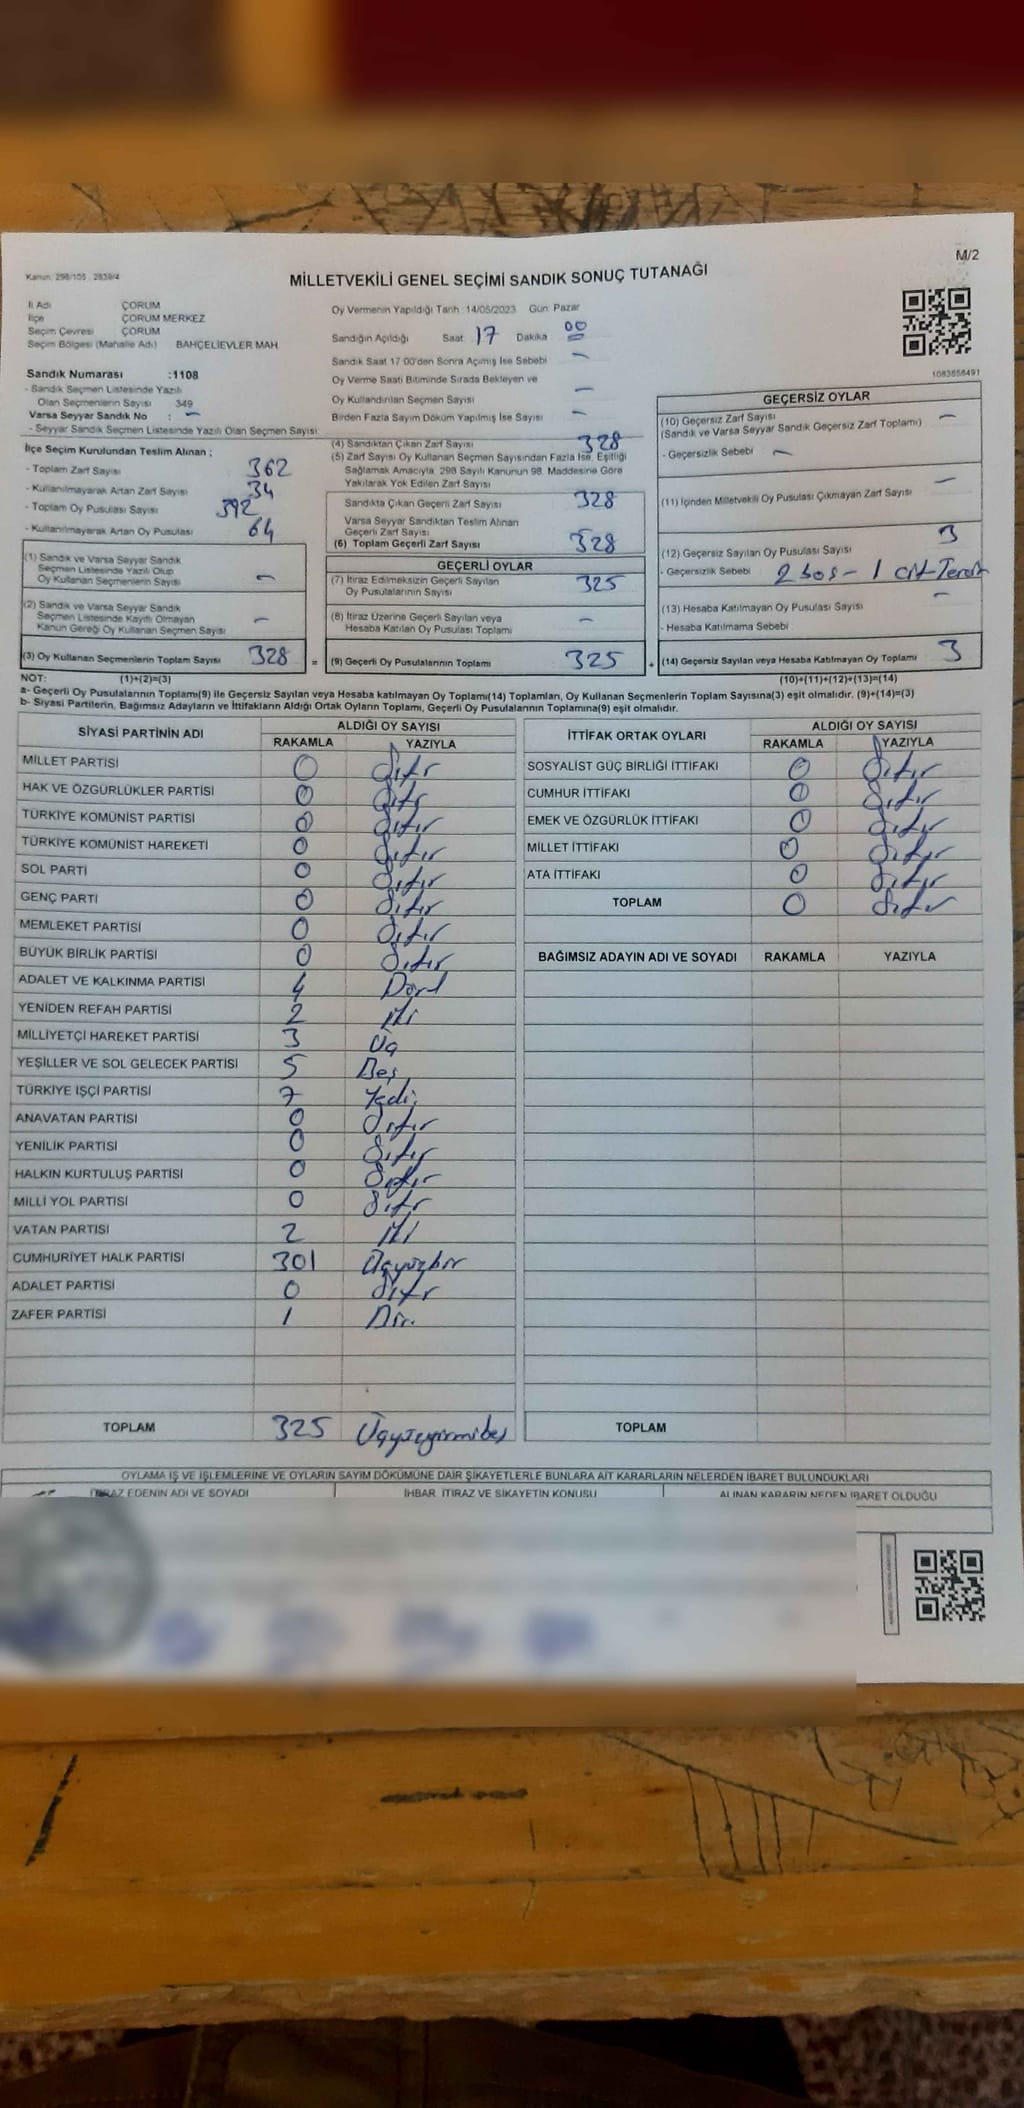 M/2
Kanun: 298/105 , 2839/4
MİLLETVEKİLİ GENEL SEÇİMİ SANDIK SONUÇ TUTANAĞI
İl Adı ÇORUM
İlçe ÇORUM MERKEZ
Seçim Çevresi ÇORUM
Seçim Bölgesi (Mahalle Adı) BAHÇELİEVLER MAH
Sandık Numarası :1108
- Sandık Seçmen Listesinde Yazılı
Olan Seçmenlerin Sayısı 349
Varsa Seyyar Sandık No : –
- Seyyar Sandık Seçmen Listesinde Yazılı Olan Seçmen Sayısı
Oy Vermenin Yapıldığı Tarih :14/05/2023 Gün: Pazar
Sandığın Açıldığı Saat 17 Dakika 00
Sandık Saat 17:00'den Sonra Açımış İse Sebebi –
Oy Verme Saati Bitiminde Sırada Bekleyen ve
Oy Kullandırılan Seçmen Sayısı –
Birden Fazla Sayım Döküm Yapılmış İse Sayısı –
1083656491
İlçe Seçim Kurulundan Teslim Alınan ;
- Toplam Zarf Sayısı 362
- Kullanılmayarak Artan Zarf Sayısı 34
- Toplam Oy Pusulası Sayısı 392
- Kullanılmayarak Artan Oy Pusulası 64
(1) Sandık ve Varsa Seyyar Sandık
Seçmen Listesinde Yazılı Olup
Oy Kullanan Seçmenlerin Sayısı –
(2) Sandık ve Varsa Seyyar Sandık
Seçmen Listesinde Kayıtlı Olmayan
Kanun Gereği Oy Kullanan Seçmen Sayısı –
(3) Oy Kullanan Seçmenlerin Toplam Sayısı 328 =
(1)+(2)=(3)
(4) Sandıktan Çıkan Zarf Sayısı 328
(5) Zarf Sayısı Oy Kullanan Seçmen Sayısından Fazla İse, Eşitliği
Sağlamak Amacıyla, 298 Sayılı Kanunun 98. Maddesine Göre
Yakılarak Yok Edilen Zarf Sayısı
Sandıkta Çıkan Geçerli Zarf Sayısı 328
Varsa Seyyar Sandıktan Teslim Alınan
Geçerli Zarf Sayısı
(6) Toplam Geçerli Zarf Sayısı 328
GEÇERLİ OYLAR
(7) İtiraz Edilmeksizin Geçerli Sayılan
Oy Pusulalarının Sayısı 325
(8) İtiraz Üzerine Geçerli Sayılan veya
Hesaba Katılan Oy Pusulası Toplamı –
(9) Geçerli Oy Pusulalarının Toplamı 325 +
GEÇERSİZ OYLAR
(10) Geçersiz Zarf Sayısı –
(Sandık ve Varsa Seyyar Sandık Geçersiz Zarf Toplamı)
- Geçersizlik Sebebi –
(11) İçinden Milletvekili Oy Pusulası Çıkmayan Zarf Sayısı –
(12) Geçersiz Sayılan Oy Pusulası Sayısı 3
- Geçersizlik Sebebi 2 boş - 1
(13) Hesaba Katılmayan Oy Pusulası Sayısı –
- Hesaba Katılmama Sebebi
(14) Geçersiz Sayılan veya Hesaba Katılmayan Oy Toplamı 3
(10)+(11)+(12)+(13)=(14)
NOT:
a- Geçerli Oy Pusulalarının Toplamı(9) ile Geçersiz Sayılan veya Hesaba katılmayan Oy Toplamı(14) Toplamları, Oy Kullanan Seçmenlerin Toplam Sayısına(3) eşit olmalıdır. (9)+(14)=(3)
b- Siyasi Partilerin, Bağımsız Adayların ve İttifakların Aldığı Ortak Oyların Toplamı, Geçerli Oy Pusulalarının Toplamına(9) eşit olmalıdır.
SİYASİ PARTİNİN ADI ALDIĞI OY SAYISI
RAKAMLA YAZIYLA
MİLLET PARTİSİ 0 Sıfır
HAK VE ÖZGÜRLÜKLER PARTİSİ 0 Sıfır
TÜRKİYE KOMÜNİST PARTİSİ 0 Sıfır
TÜRKİYE KOMÜNİST HAREKETİ 0 Sıfır
SOL PARTİ 0 Sıfır
GENÇ PARTİ 0 Sıfır
MEMLEKET PARTİSİ 0 Sıfır
BÜYÜK BİRLİK PARTİSİ 0 Sıfır
ADALET VE KALKINMA PARTİSİ 4 Dört
YENİDEN REFAH PARTİSİ 2 İki
MİLLİYETÇİ HAREKET PARTİSİ 3 Üç
YEŞİLLER VE SOL GELECEK PARTİSİ 5 Beş
TÜRKİYE İŞÇİ PARTİSİ 7 Yedi
ANAVATAN PARTİSİ 0 Sıfır
YENİLİK PARTİSİ 0 Sıfır
HALKIN KURTULUŞ PARTİSİ 0 Sıfır
MİLLİ YOL PARTİSİ 0 Sıfır
VATAN PARTİSİ 2 İki
CUMHURİYET HALK PARTİSİ 301 Üçyüzbir
ADALET PARTİSİ 0 Sıfır
ZAFER PARTİSİ 1 Bir
TOPLAM 325 Üçyüzyirmibeş
İTTİFAK ORTAK OYLARI ALDIĞI OY SAYISI
RAKAMLA YAZIYLA
SOSYALİST GÜÇ BİRLİĞİ İTTİFAKI 0 Sıfır
CUMHUR İTTİFAKI 0 Sıfır
EMEK VE ÖZGÜRLÜK İTTİFAKI 0 Sıfır
MİLLET İTTİFAKI 0 Sıfır
ATA İTTİFAKI 0 Sıfır
TOPLAM 0 Sıfır
BAĞIMSIZ ADAYIN ADI VE SOYADI RAKAMLA YAZIYLA
TOPLAM
OYLAMA İŞ VE İŞLEMLERİNE VE OYLARIN SAYIM DÖKÜMÜNE DAİR ŞİKAYETLERLE BUNLARA AİT KARARLARIN NELERDEN İBARET BULUNDUKLARI
İTİRAZ EDENİN ADI VE SOYADI İHBAR, İTİRAZ VE ŞİKAYETİN KONUSU ALINAN KARARIN NEDEN İBARET OLDUĞU